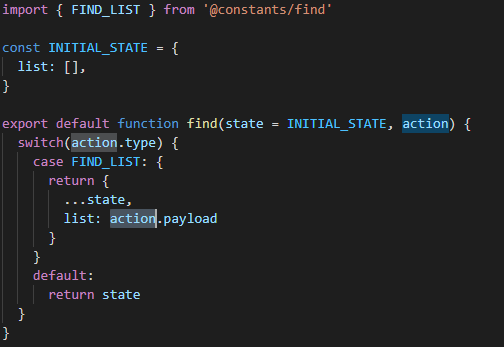 import { FIND_LIST } from '@constants/find'
const INITIAL_STATE = {
  list: [],
}
export default function find(state = INITIAL_STATE, action) {
  switch(action.type) {
    case FIND_LIST: {
      return {
        ...state,
        list: action.payload
      }
    }
    default:
      return state
  }
}